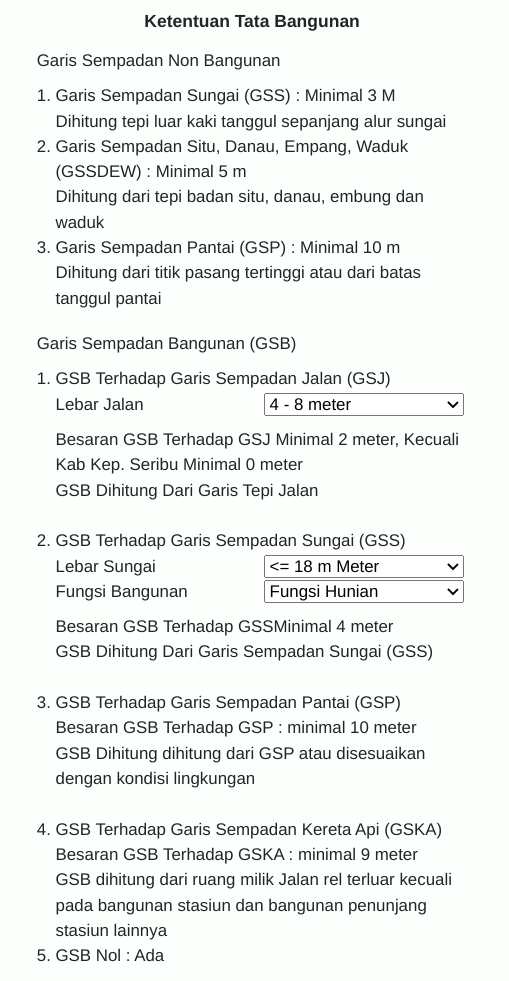 Ketentuan Tata Bangunan
Garis Sempadan Non Bangunan
1. Garis Sempadan Sungai (GSS) : Minimal 3 M
Dihitung tepi luar kaki tanggul sepanjang alur sungai
2. Garis Sempadan Situ, Danau, Empang, Waduk
(GSSDEW) : Minimal 5 m
Dihitung dari tepi badan situ, danau, embung dan
waduk
3. Garis Sempadan Pantai (GSP) : Minimal 10 m
Dihitung dari titik pasang tertinggi atau dari batas
tanggul pantai
Garis Sempadan Bangunan (GSB)
1. GSB Terhadap Garis Sempadan Jalan (GSJ)
Lebar Jalan 4 - 8 meter
Besaran GSB Terhadap GSJ Minimal 2 meter, Kecuali
Kab Kep. Seribu Minimal 0 meter
GSB Dihitung Dari Garis Tepi Jalan
2. GSB Terhadap Garis Sempadan Sungai (GSS)
Lebar Sungai <= 18 m Meter
Fungsi Bangunan Fungsi Hunian
Besaran GSB Terhadap GSSMinimal 4 meter
GSB Dihitung Dari Garis Sempadan Sungai (GSS)
3. GSB Terhadap Garis Sempadan Pantai (GSP)
Besaran GSB Terhadap GSP : minimal 10 meter
GSB Dihitung dihitung dari GSP atau disesuaikan
dengan kondisi lingkungan
4. GSB Terhadap Garis Sempadan Kereta Api (GSKA)
Besaran GSB Terhadap GSKA : minimal 9 meter
GSB dihitung dari ruang milik Jalan rel terluar kecuali
pada bangunan stasiun dan bangunan penunjang
stasiun lainnya
5. GSB Nol : Ada